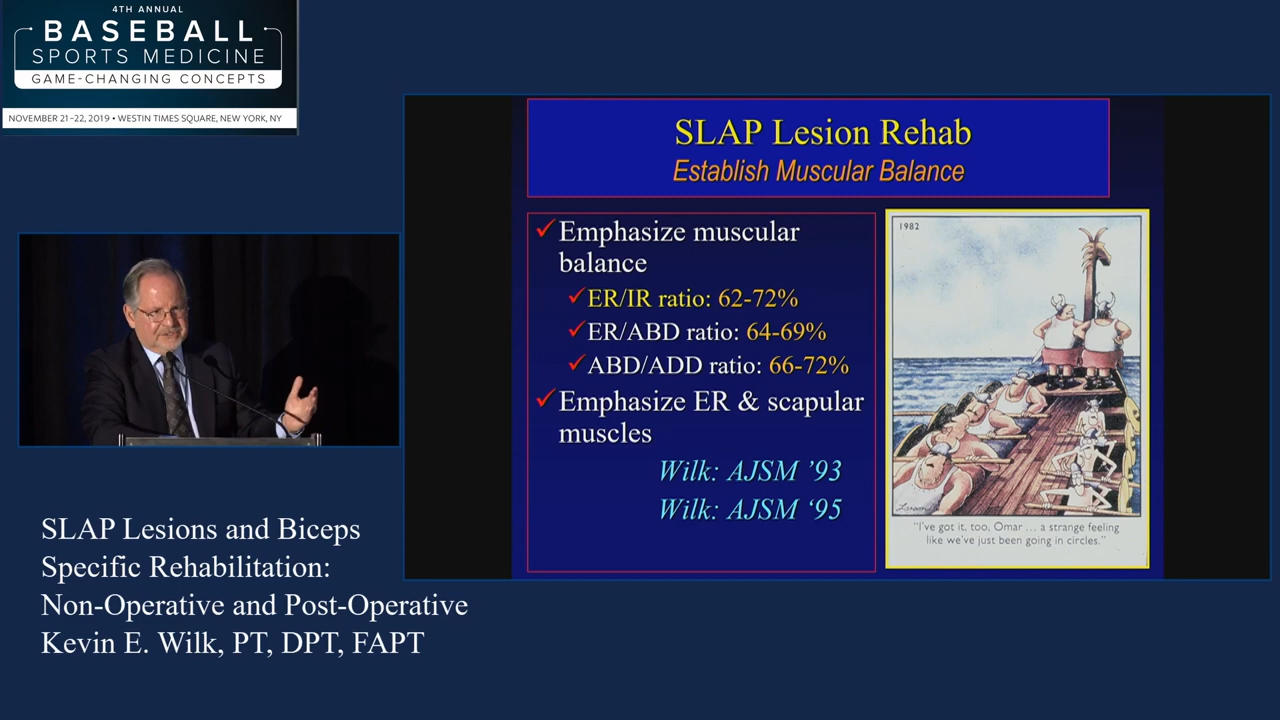 4TH ANNUAL
BASEBALL
SPORTS MEDICINE
GAME-CHANGING CONCEPTS
NOVEMBER 21-22, 2019 • WESTIN TIMES SQUARE, NEW YORK, NY
SLAP Lesion Rehab
Establish Muscular Balance
Emphasize muscular
balance
ER/IR ratio: 62-72%
ER/ABD ratio: 64-69%
ABD/ADD ratio: 66-72%
Emphasize ER & scapular
muscles
Wilk: AJSM ’93
Wilk: AJSM ‘95
1982
Larson
"I've got it, too, Omar ... a strange feeling
like we've just been going in circles."
SLAP Lesions and Biceps
Specific Rehabilitation:
Non-Operative and Post-Operative
Kevin E. Wilk, PT, DPT, FAPT